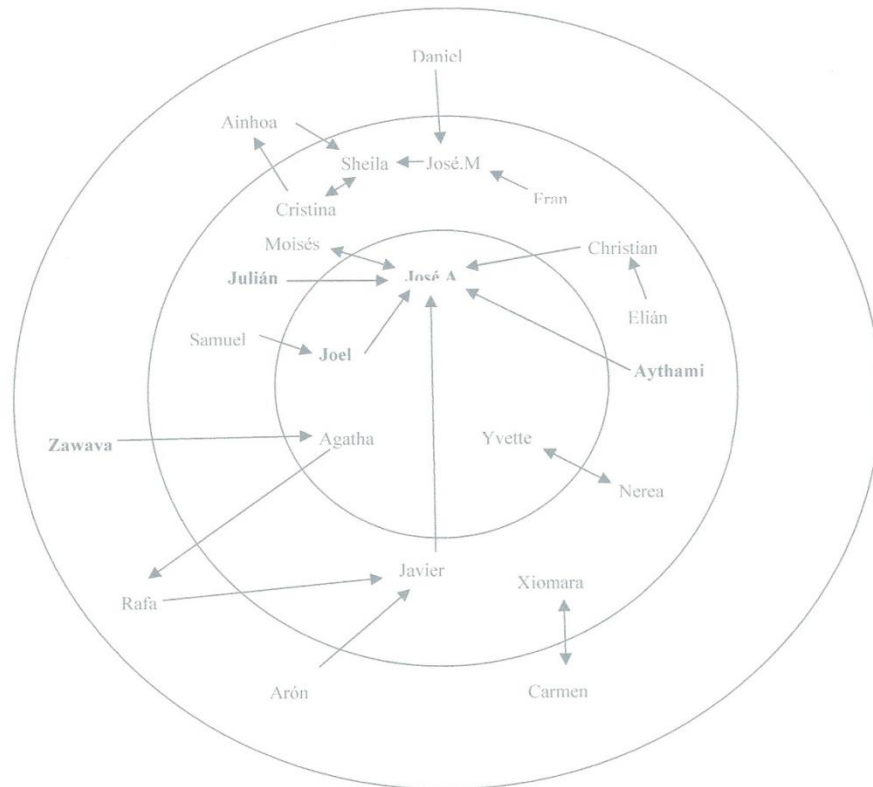 Daniel
Ainhoa
Sheila
José.M
Cristina
Fran
Moisés
Christian
José A
Julián
Elián
Samuel
Joel
Aythami
Zawava
Agatha
Yvette
Nerea
Javier
Xiomara
Rafa
Arón
Carmen